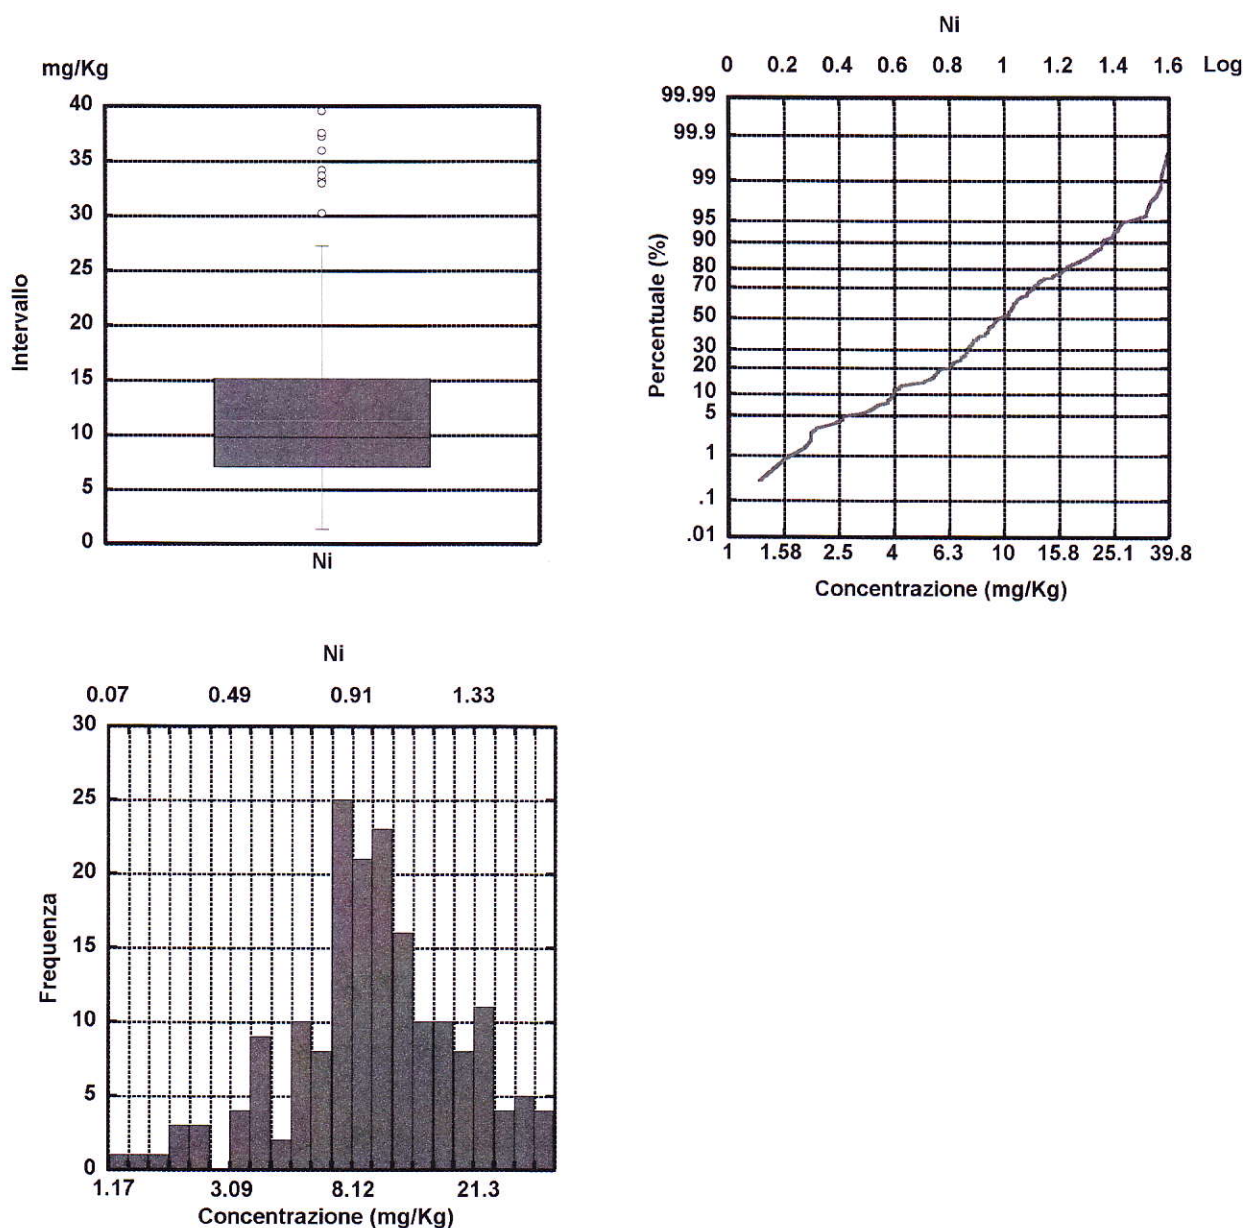 mg/Kg
40
35
30
25
20
15
10
5
0
Intervallo
Ni
Ni
0 0.2 0.4 0.6 0.8 1 1.2 1.4 1.6 Log
99.99
99.9
99
95
90
80
70
50
30
20
10
5
1
.1
.01
Percentuale (%)
1 1.58 2.5 4 6.3 10 15.8 25.1 39.8
Concentrazione (mg/Kg)
Ni
0.07 0.49 0.91 1.33
30
25
20
15
10
5
0
Frequenza
1.17 3.09 8.12 21.3
Concentrazione (mg/Kg)